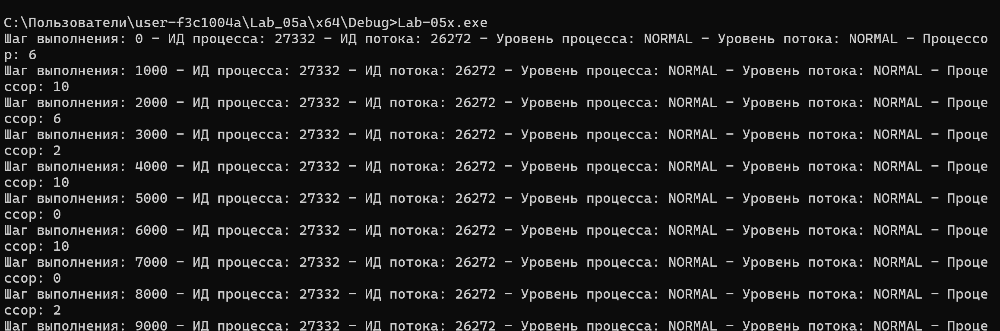 C:\Пользователи\user-f3c1004a\Lab_05a\x64\Debug>Lab-05x.exe
Шаг выполнения: 0 - ИД процесса: 27332 - ИД потока: 26272 - Уровень процесса: NORMAL - Уровень потока: NORMAL - Процессо
р: 6
Шаг выполнения: 1000 - ИД процесса: 27332 - ИД потока: 26272 - Уровень процесса: NORMAL - Уровень потока: NORMAL - Проце
ссор: 10
Шаг выполнения: 2000 - ИД процесса: 27332 - ИД потока: 26272 - Уровень процесса: NORMAL - Уровень потока: NORMAL - Проце
ссор: 6
Шаг выполнения: 3000 - ИД процесса: 27332 - ИД потока: 26272 - Уровень процесса: NORMAL - Уровень потока: NORMAL - Проце
ссор: 2
Шаг выполнения: 4000 - ИД процесса: 27332 - ИД потока: 26272 - Уровень процесса: NORMAL - Уровень потока: NORMAL - Проце
ссор: 10
Шаг выполнения: 5000 - ИД процесса: 27332 - ИД потока: 26272 - Уровень процесса: NORMAL - Уровень потока: NORMAL - Проце
ссор: 0
Шаг выполнения: 6000 - ИД процесса: 27332 - ИД потока: 26272 - Уровень процесса: NORMAL - Уровень потока: NORMAL - Проце
ссор: 10
Шаг выполнения: 7000 - ИД процесса: 27332 - ИД потока: 26272 - Уровень процесса: NORMAL - Уровень потока: NORMAL - Проце
ссор: 0
Шаг выполнения: 8000 - ИД процесса: 27332 - ИД потока: 26272 - Уровень процесса: NORMAL - Уровень потока: NORMAL - Проце
ссор: 2
Шаг выполнения: 9000 - ИД процесса: 27332 - ИД потока: 26272 - Уровень процесса: NORMAL - Уровень потока: NORMAL - Проце